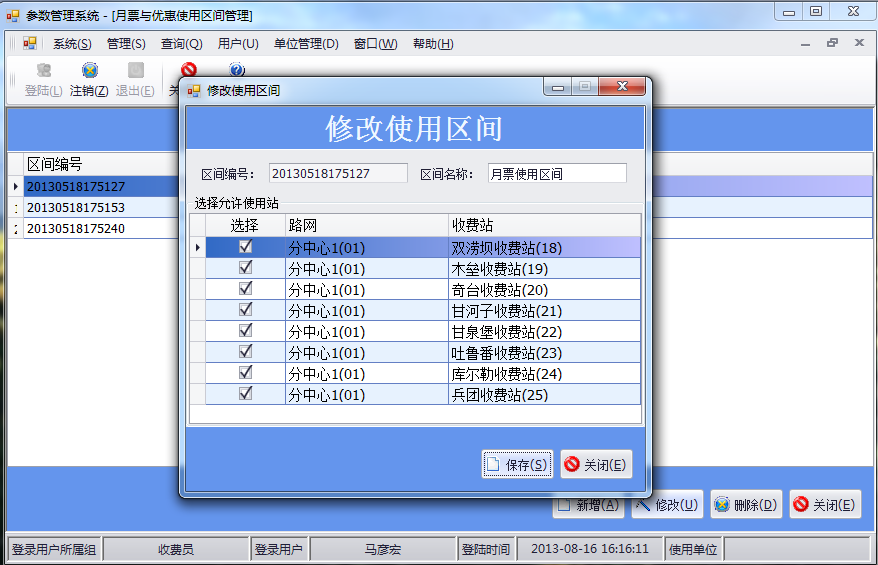 参数管理系统 - [月票与优惠使用区间管理]
系统(S) 管理(S) 查询(Q) 用户(U) 单位管理(D) 窗口(W) 帮助(H)
登陆(L) 注销(Z) 退出(E) 关
修改使用区间
修改使用区间
区间编号: 20130518175127 区间名称: 月票使用区间
选择允许使用站
选择 路网 收费站
分中心1(01) 双涝坝收费站(18)
分中心1(01) 木垒收费站(19)
分中心1(01) 奇台收费站(20)
分中心1(01) 甘河子收费站(21)
分中心1(01) 甘泉堡收费站(22)
分中心1(01) 吐鲁番收费站(23)
分中心1(01) 库尔勒收费站(24)
分中心1(01) 兵团收费站(25)
保存(S) 关闭(E)
区间编号
20130518175127
1 20130518175153
2 20130518175240
新增(A) 修改(U) 删除(D) 关闭(E)
登录用户所属组 收费员 登录用户 马彦宏 登陆时间 2013-08-16 16:16:11 使用单位